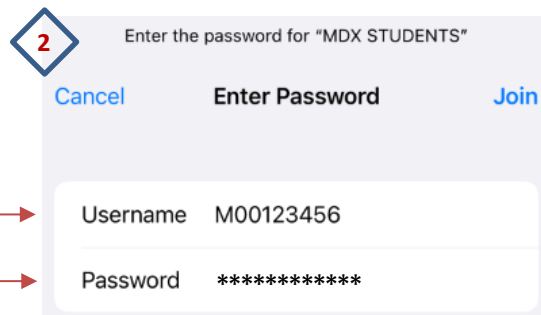 2
Enter the password for “MDX STUDENTS”
Cancel Enter Password Join
Username M00123456
Password ************